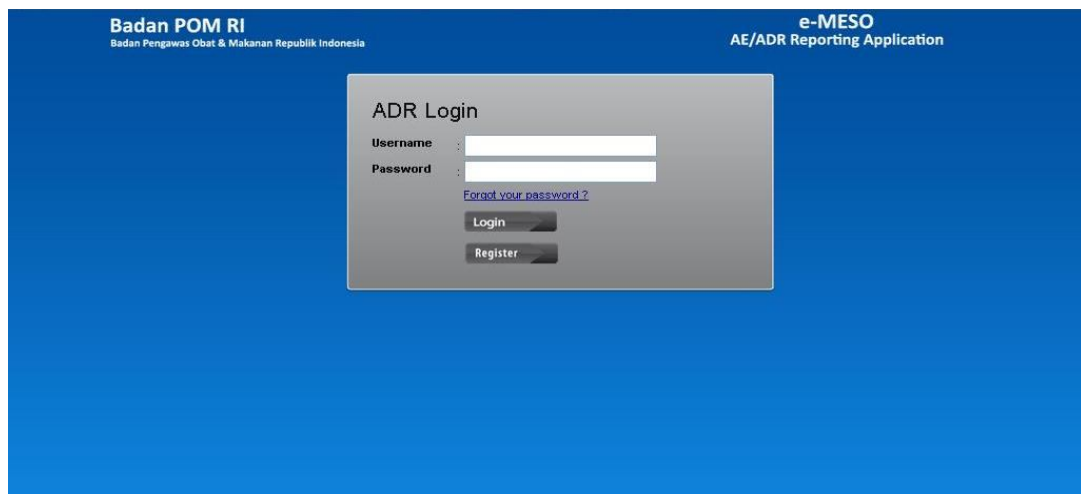 Badan POM RI
Badan Pengawas Obat & Makanan Republik Indonesia
e-MESO
AE/ADR Reporting Application
ADR Login
Username :
Password :
Forgot your password ?
Login
Register